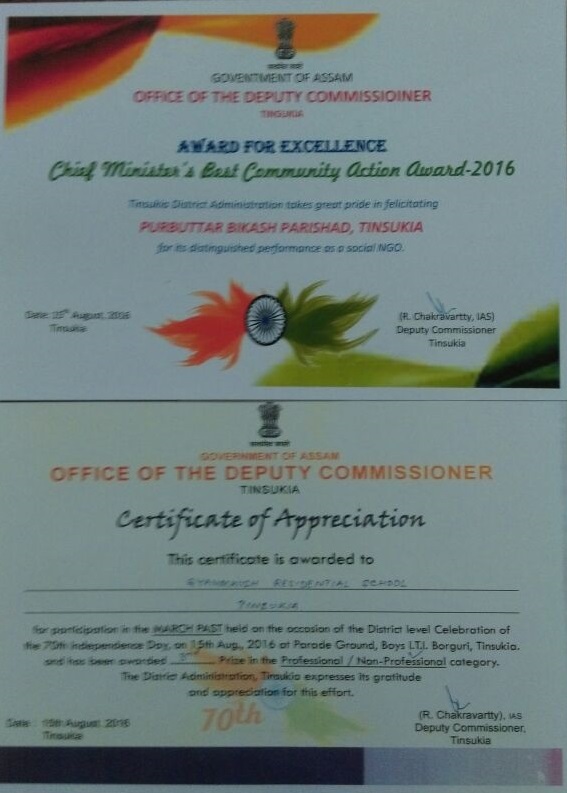 GOVENTMENT OF ASSAM
OFFICE OF THE DEPUTY COMMISSIOINER
TINSUKIA
AWARD FOR EXCELLENCE
Chief Minister's Best Community Action Award-2016
Tinsukia District Administration takes great pride in felicitating
PURBUTTAR BIKASH PARISHAD, TINSUKIA
for its distinguished performance as a social NGO.
Date: August, 2016
Tinsukia
(R. Chakravartty, IAS)
Deputy Commissioner
Tinsukia
GOVERNMENT OF ASSAM
OFFICE OF THE DEPUTY COMMISSIONER
TINSUKIA
Certificate of Appreciation
This certificate is awarded to
RESIDENTIAL SCHOOL
TINSUKIA
for participation in the MARCH PAST held on the occasion of the District level Celebration of
the 70th Independence Day, on 15th Aug., 2016 at Parade Ground, Boys I.T.I. Borguri, Tinsukia.
and has been awarded Prize in the Professional / Non-Professional category.
The District Administration, Tinsukia expresses its gratitude
and appreciation for this effort.
70th
Date : 15th August, 2016
Tinsukia
(R. Chakravartty), IAS
Deputy Commissioner,
Tinsukia